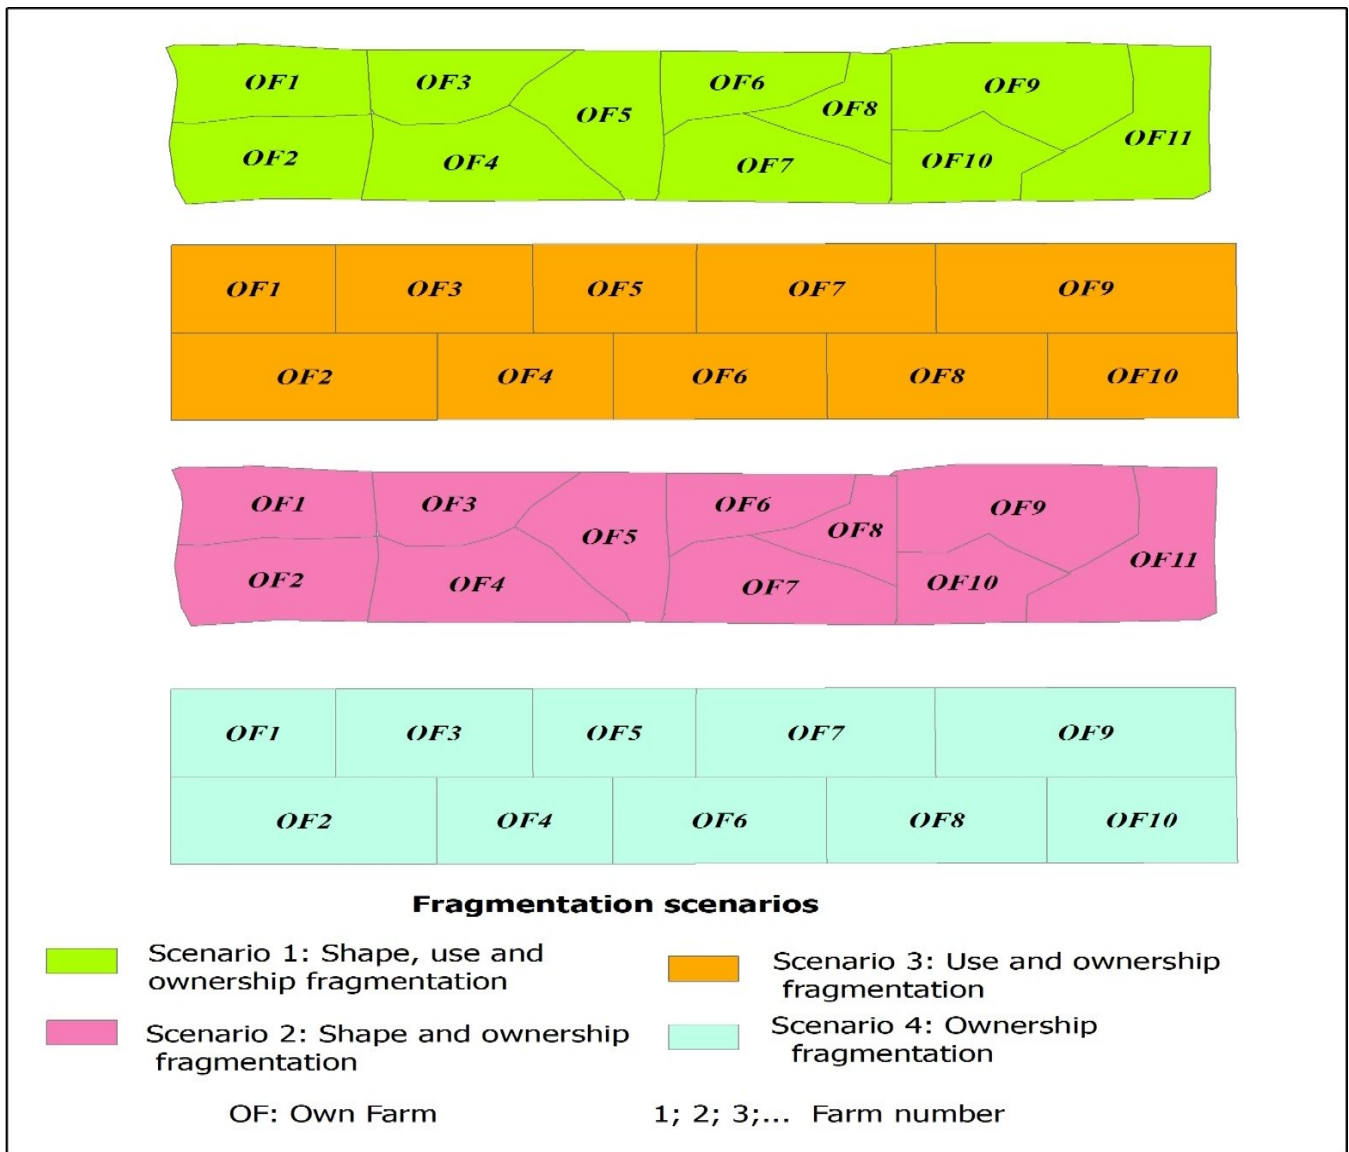 OF1 OF3 OF5 OF6 OF8 OF9 OF11
OF2 OF4 OF7 OF10
OF1 OF3 OF5 OF7 OF9
OF2 OF4 OF6 OF8 OF10
OF1 OF3 OF5 OF6 OF8 OF9 OF11
OF2 OF4 OF7 OF10
OF1 OF3 OF5 OF7 OF9
OF2 OF4 OF6 OF8 OF10
Fragmentation scenarios
Scenario 1: Shape, use and
ownership fragmentation
Scenario 3: Use and ownership
fragmentation
Scenario 2: Shape and ownership
fragmentation
Scenario 4: Ownership
fragmentation
OF: Own Farm
1; 2; 3;... Farm number